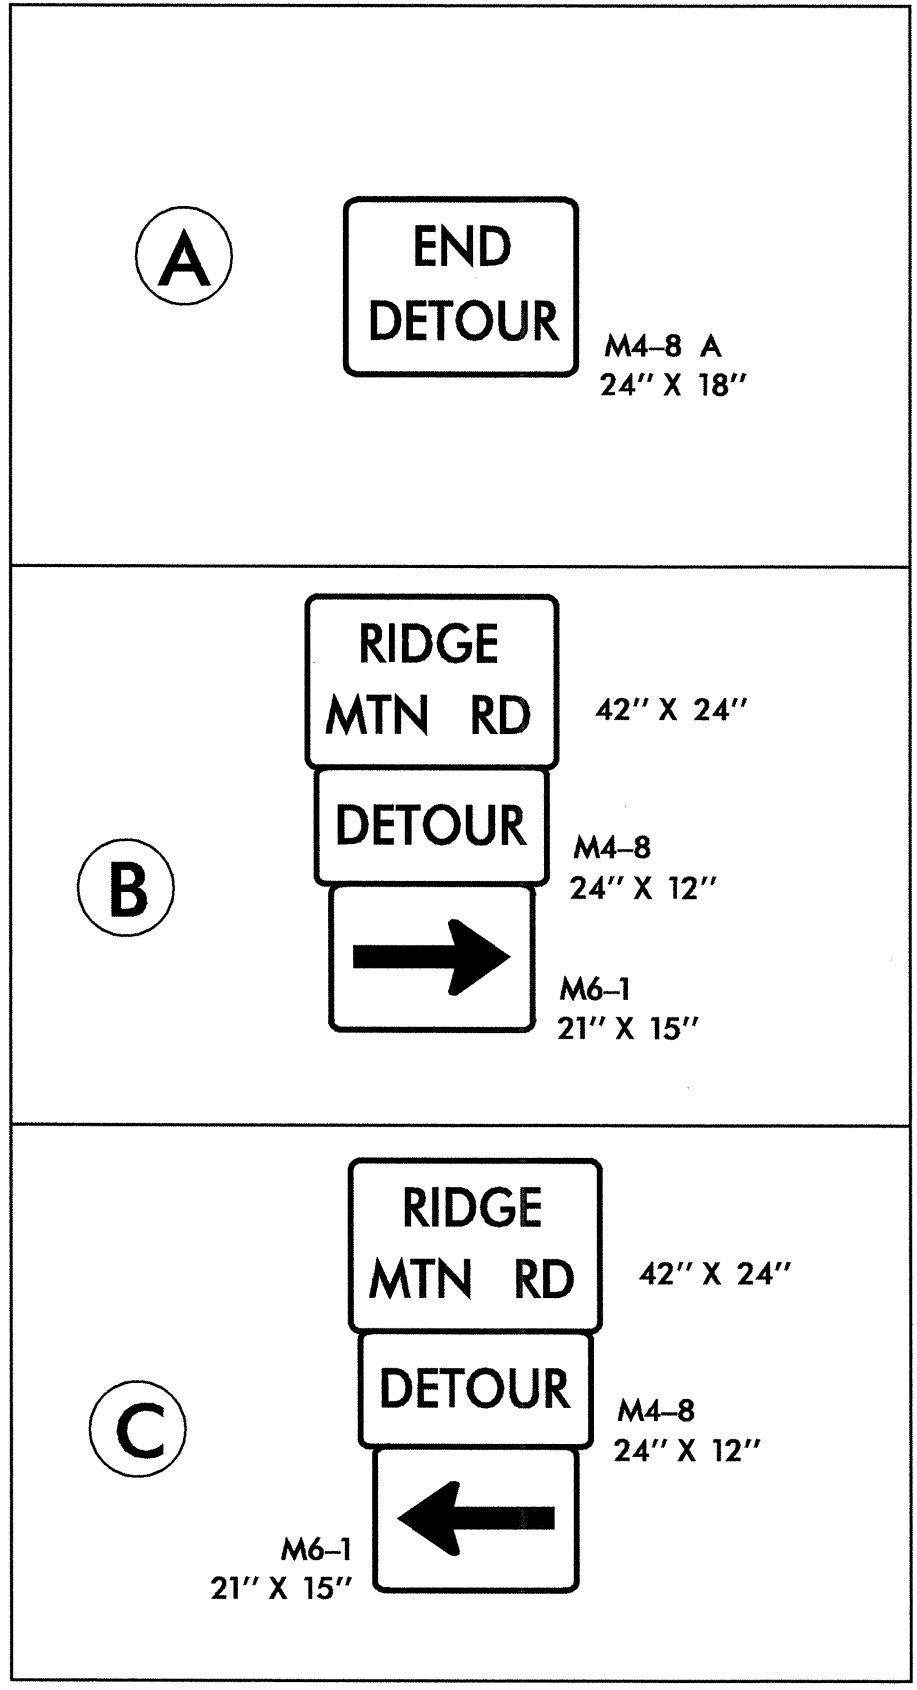 A
END
DETOUR
M4–8 A
24" X 18"
RIDGE
MTN RD
42" X 24"
DETOUR
M4–8
24" X 12"
B
M6–1
21" X 15"
RIDGE
MTN RD
42" X 24"
DETOUR
M4–8
24" X 12"
C
M6–1
21" X 15"